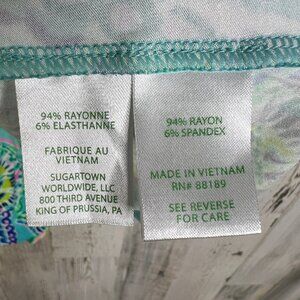 94% RAYONNE
6% ELASTHANNE
FABRIQUE AU
VIETNAM
SUGARTOWN
WORLDWIDE, LLC
800 THIRD AVENUE
KING OF PRUSSIA, PA
94% RAYON
6% SPANDEX
MADE IN VIETNAM
RN# 88189
SEE REVERSE
FOR CARE